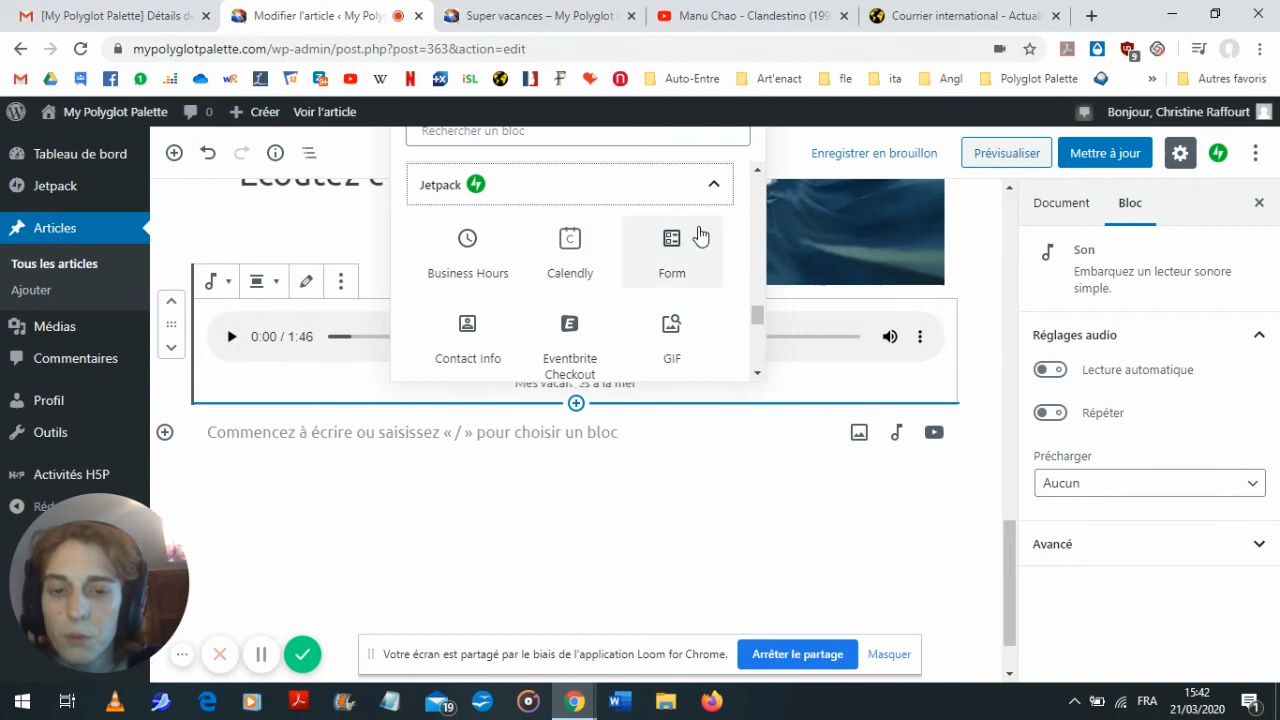 [My Polyglot Palette] Détails de
Modifier l'article ‹ My Poly
Super vacances – My Polyglot
Manu Chao - Clandestino (199
Courrier international - Actuali
mypolyglotpalette.com/wp-admin/post.php?post=363&action=edit
Auto-Entre
Art'enact
fle
ita
Angl
Polyglot Palette
Autres favoris
My Polyglot Palette
0
Créer
Voir l'article
Bonjour, Christine Raffourt
Tableau de bord
Jetpack
Articles
Tous les articles
Ajouter
Médias
Commentaires
Profil
Outils
Activités H5P
Enregistrer en brouillon
Prévisualiser
Mettre à jour
Rechercher un bloc
Jetpack
Business Hours
Calendly
Form
Contact Info
Eventbrite
Checkout
GIF
0:00 / 1:46
Mes vacances à la mer
Commencez à écrire ou saisissez « / » pour choisir un bloc
Document
Bloc
Son
Embarquez un lecteur sonore
simple.
Réglages audio
Lecture automatique
Répéter
Précharger
Aucun
Avancé
Votre écran est partagé par le biais de l'application Loom for Chrome.
Arrêter le partage
Masquer
19
FRA
15:42
21/03/2020